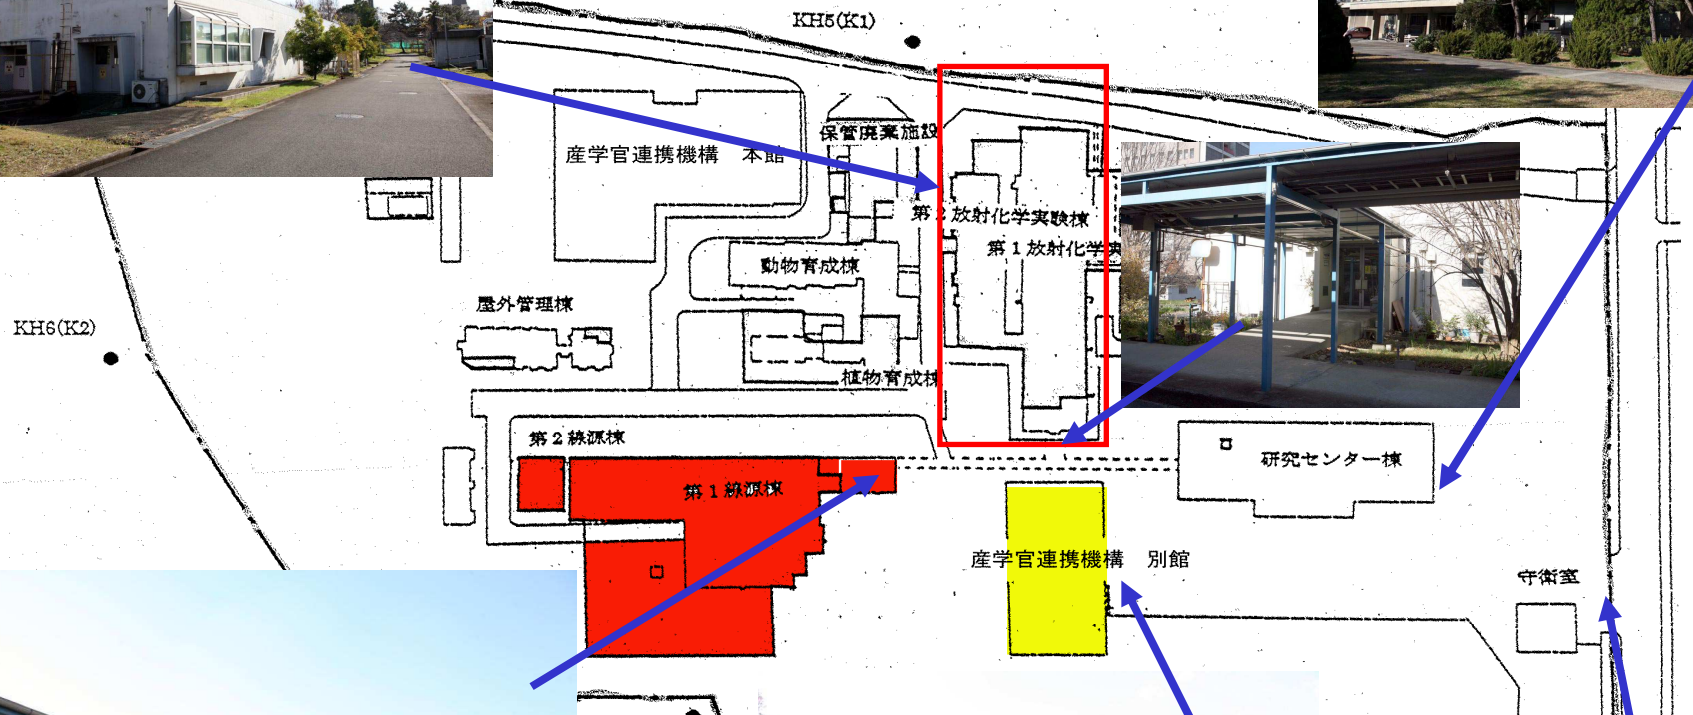 KH5(K1)
保管廃棄施設
産学官連携機構　本館
第2放射化学実験棟
第1放射化学実
動物育成棟
屋外管理棟
KH6(K2)
植物育成棟
第2線源棟
研究センター棟
第1線源棟
産学官連携機構　別館
守衛室